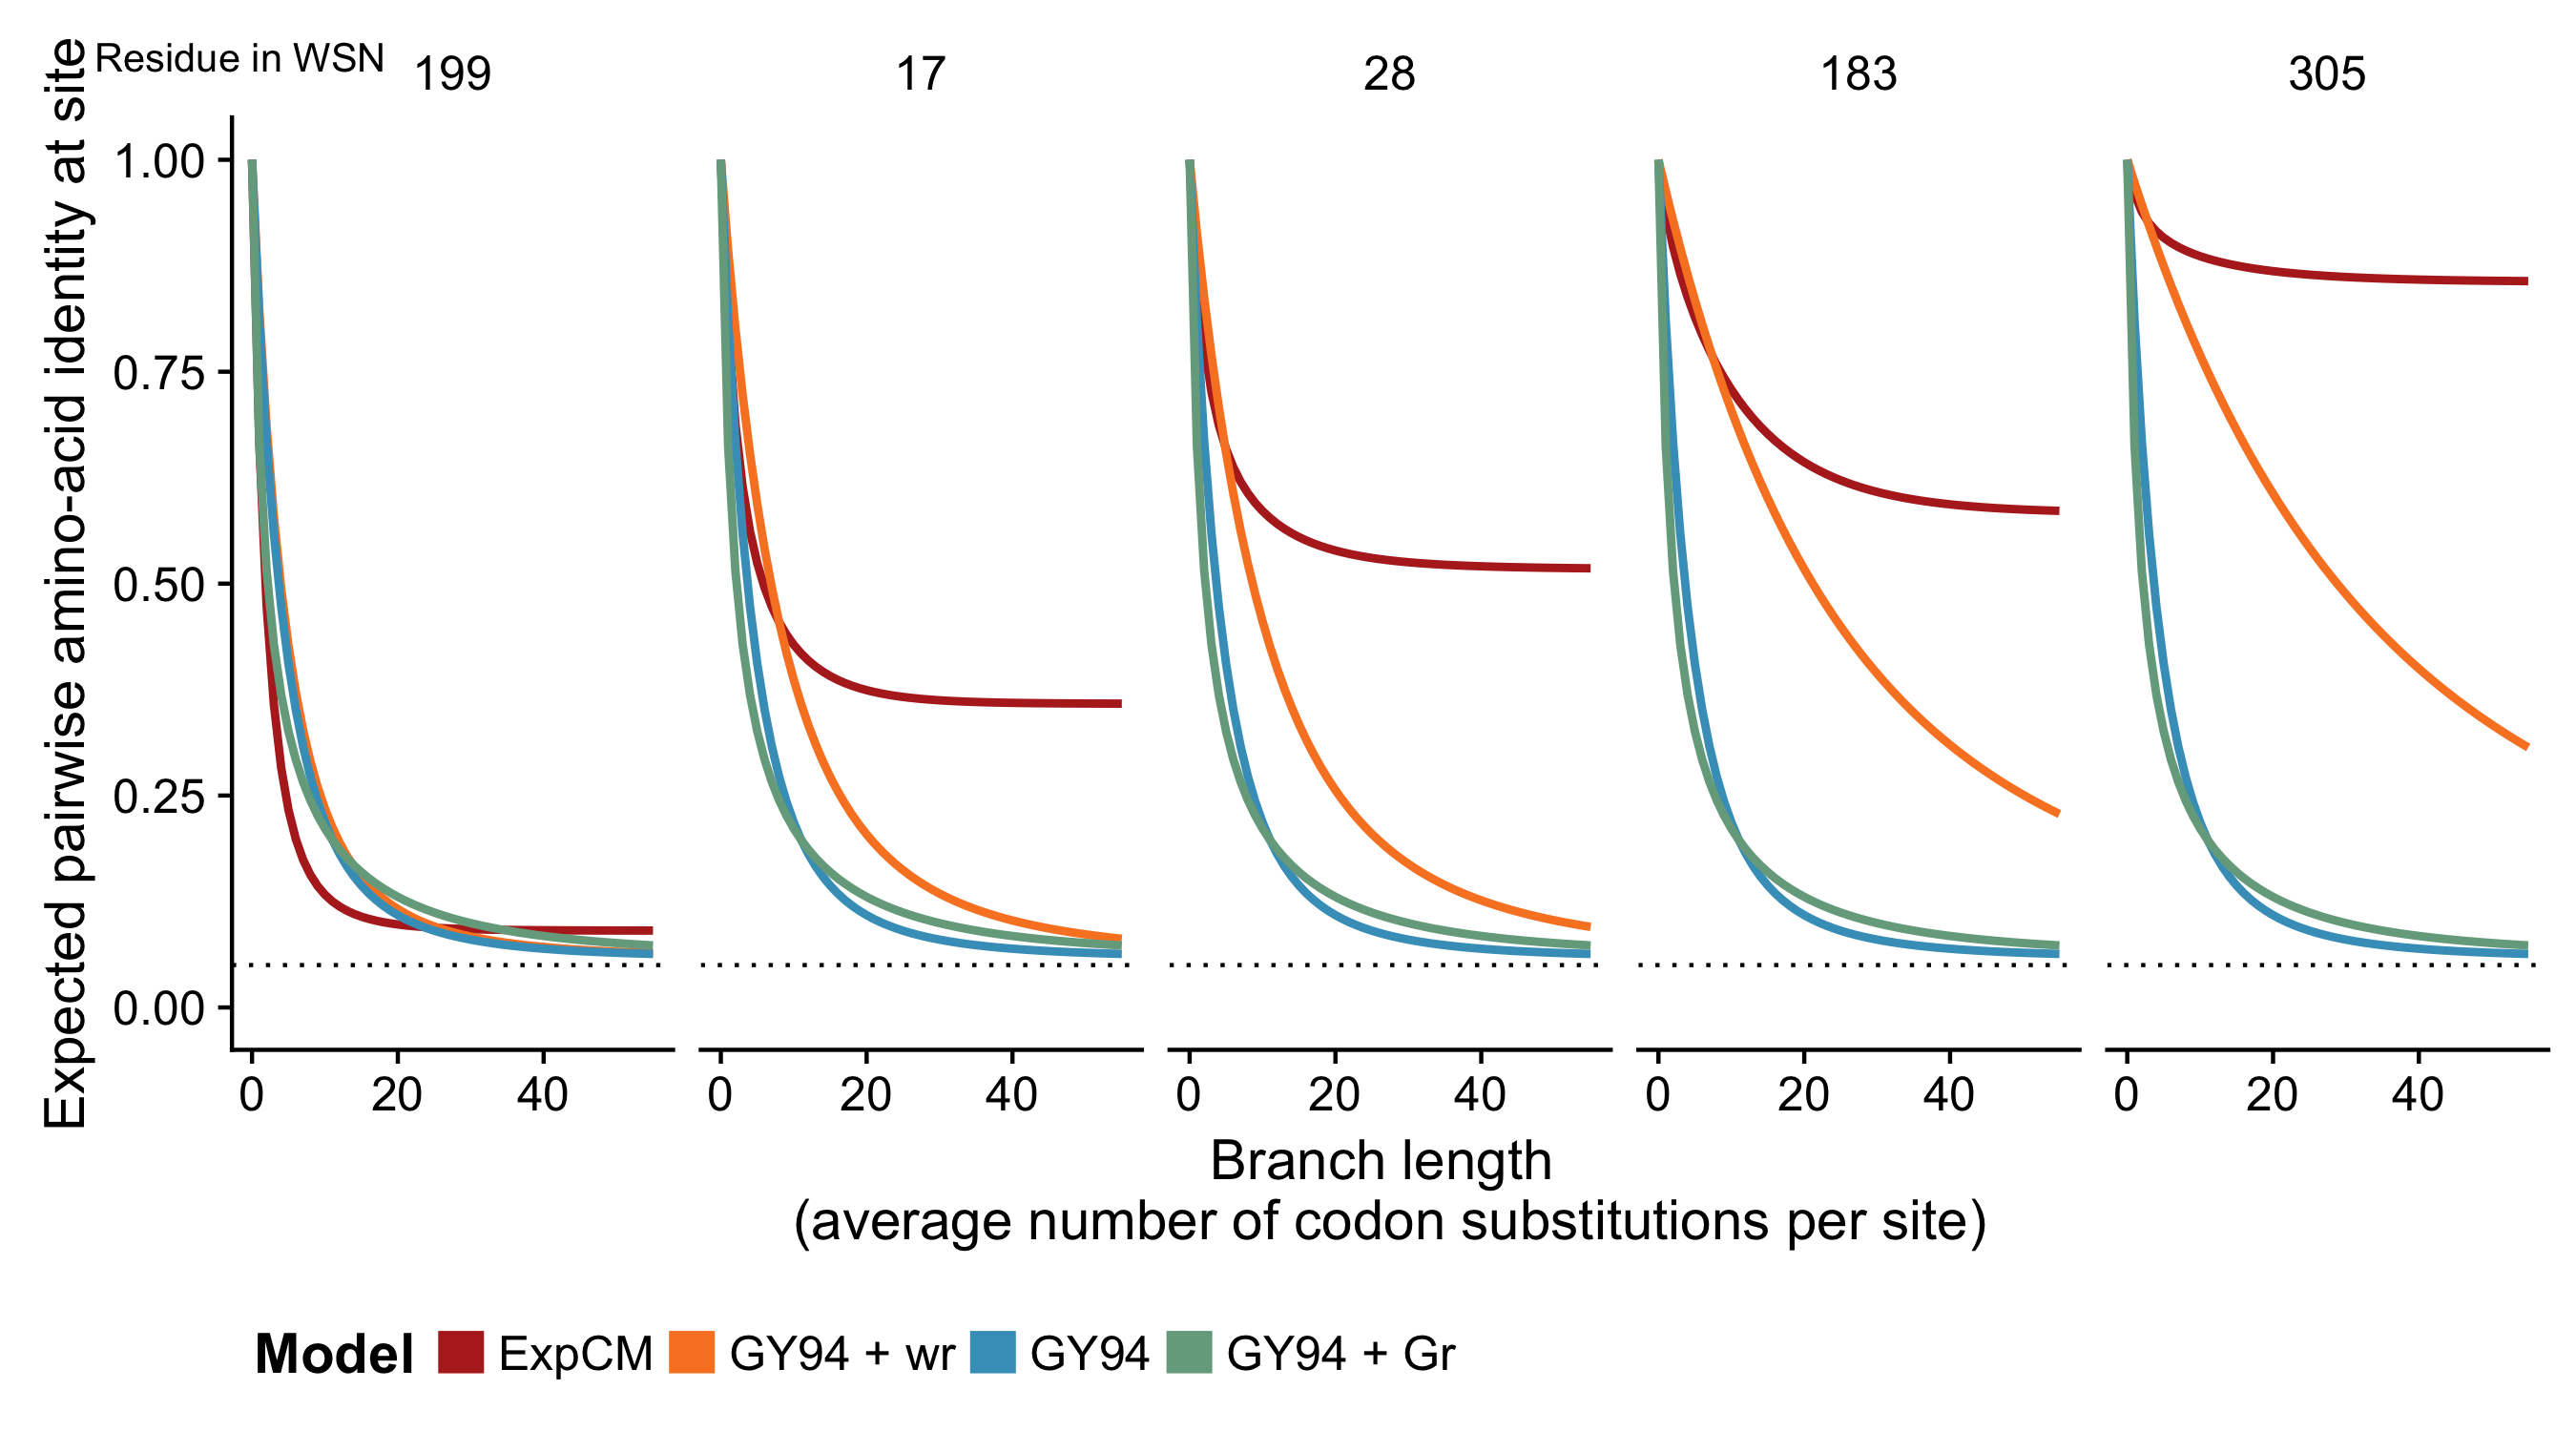 Residue in WSN
199 17 28 183 305
Expected pairwise amino-acid identity at site
1.00
0.75
0.50
0.25
0.00
0 20 40 0 20 40 0 20 40 0 20 40 0 20 40
Branch length
(average number of codon substitutions per site)
Model ExpCM GY94 + wr GY94 GY94 + Gr